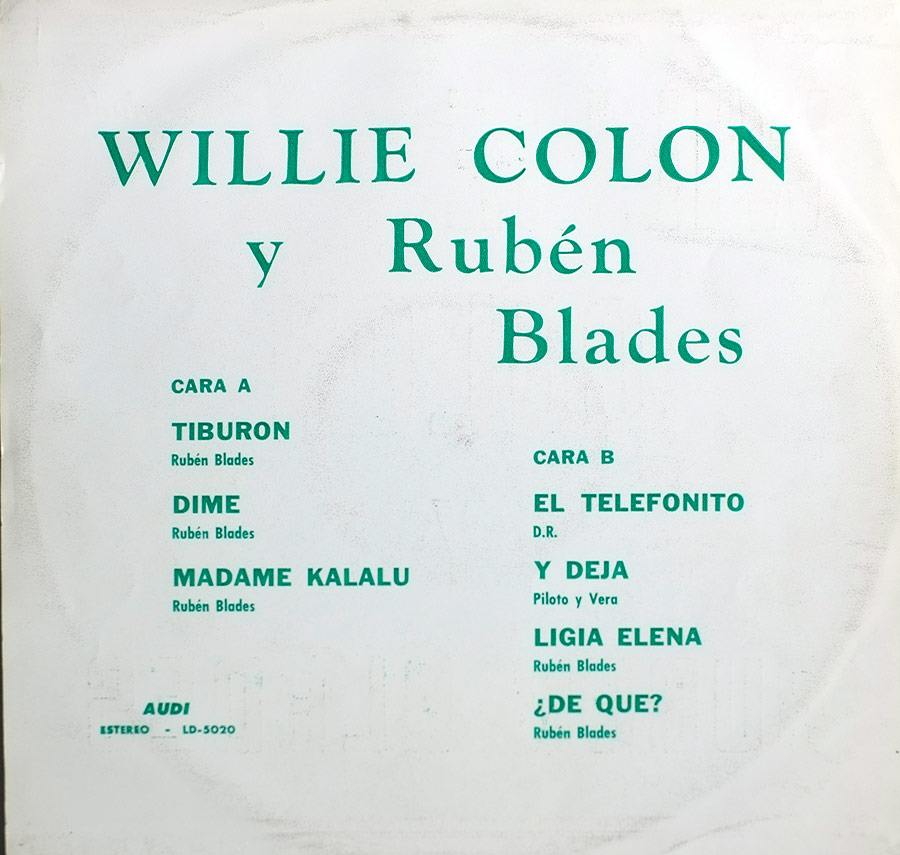 WILLIE COLON
y Rubén
Blades
CARA A
TIBURON
Rubén Blades
DIME
Rubén Blades
MADAME KALALU
Rubén Blades
CARA B
EL TELEFONITO
D.R.
Y DEJA
Piloto y Vera
LIGIA ELENA
Rubén Blades
¿DE QUE?
Rubén Blades
AUDI
ESTEREO - LD-5020